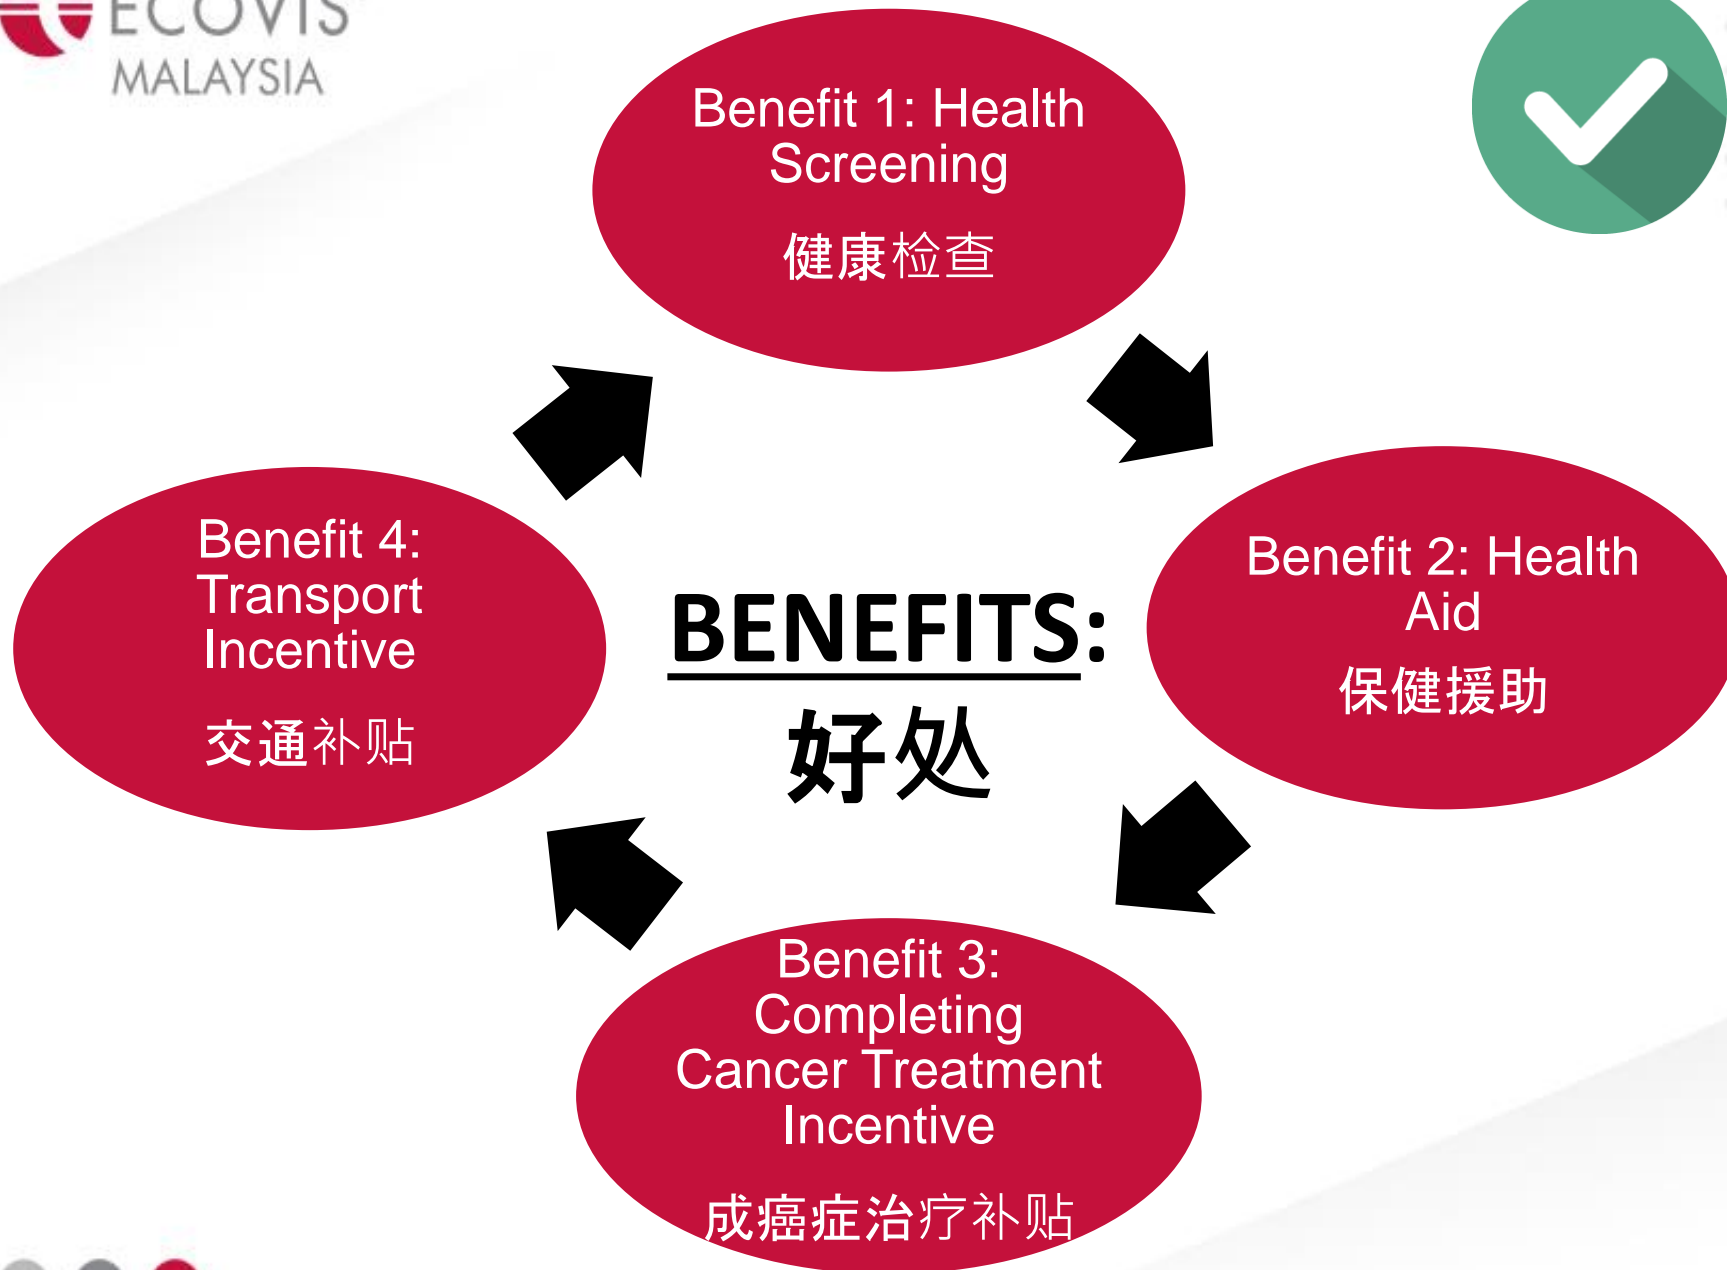 ECOVIS
MALAYSIA
Benefit 1: Health
Screening
健康检查
Benefit 2: Health
Aid
保健援助
Benefit 3:
Completing
Cancer Treatment
Incentive
成癌症治疗补贴
Benefit 4:
Transport
Incentive
交通补贴
BENEFITS:
好处